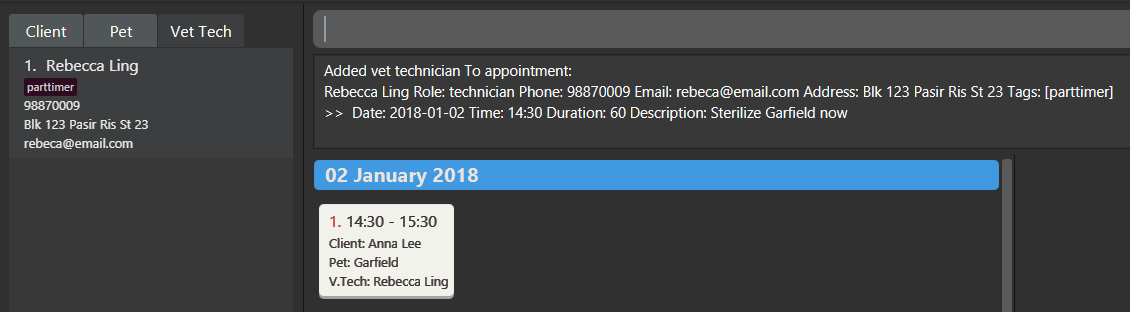 Client Pet Vet Tech
1. Rebecca Ling
parttimer
98870009
Blk 123 Pasir Ris St 23
rebeca@email.com
Added vet technician To appointment:
Rebecca Ling Role: technician Phone: 98870009 Email: rebeca@email.com Address: Blk 123 Pasir Ris St 23 Tags: [parttimer]
>> Date: 2018-01-02 Time: 14:30 Duration: 60 Description: Sterilize Garfield now
02 January 2018
1. 14:30 - 15:30
Client: Anna Lee
Pet: Garfield
V.Tech: Rebecca Ling